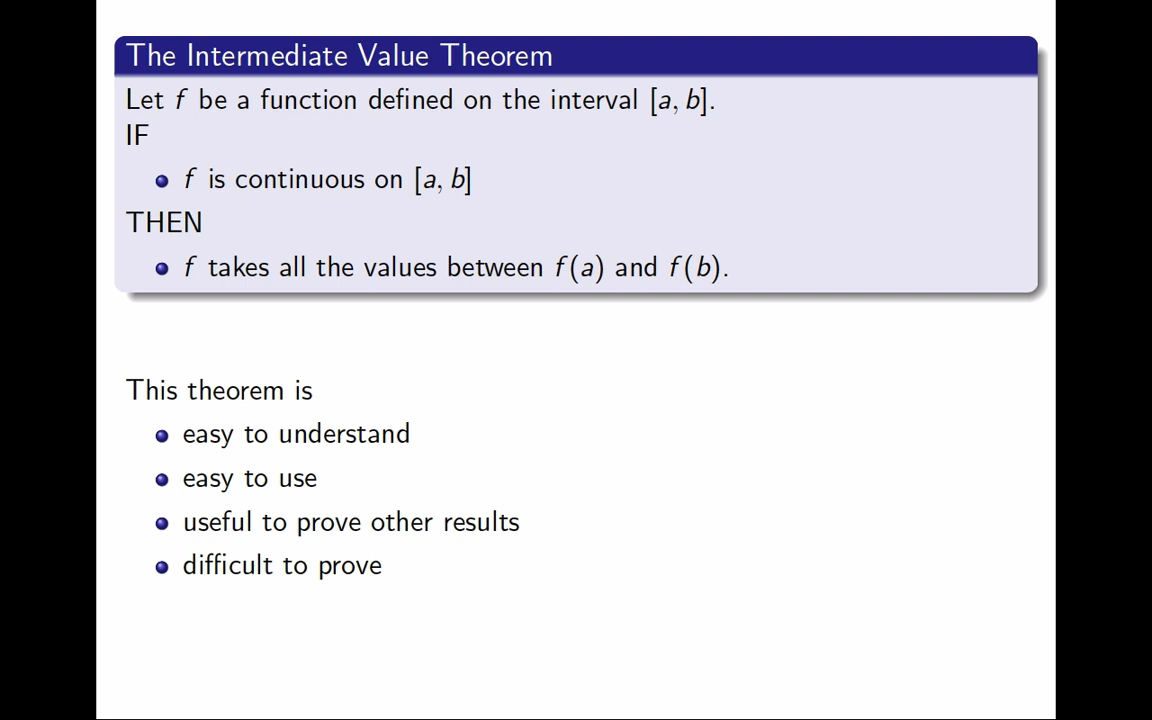 The Intermediate Value Theorem
Let f be a function defined on the interval [a, b].
IF
• f is continuous on [a, b]
THEN
• f takes all the values between f(a) and f(b).
This theorem is
• easy to understand
• easy to use
• useful to prove other results
• difficult to prove